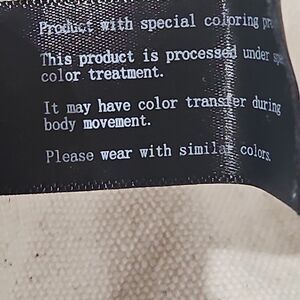 Product with special coloring
This product is processed under
color treatment.
It may have color transfer during
body movement.
Please wear with similar colors.